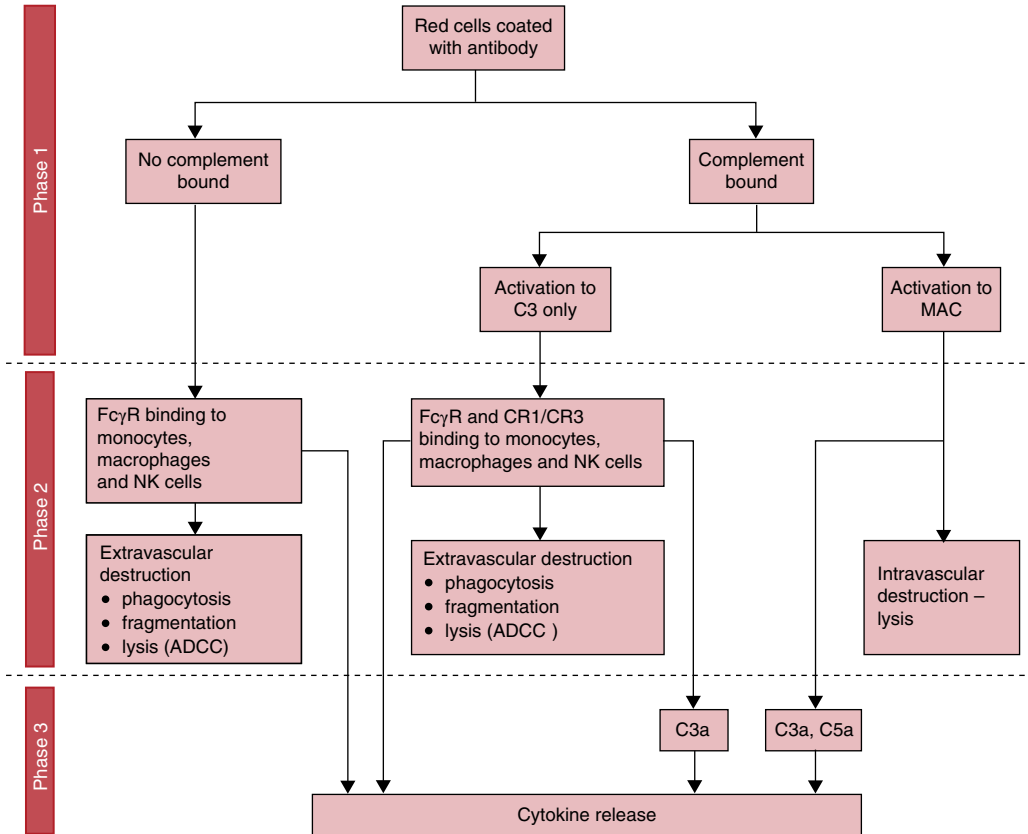 Phase 1
Red cells coated
with antibody
No complement
bound
Complement
bound
Activation to
C3 only
Activation to
MAC
Phase 2
FcγR binding to
monocytes,
macrophages
and NK cells
FcγR and CR1/CR3
binding to monocytes,
macrophages and NK cells
Extravascular
destruction
• phagocytosis
• fragmentation
• lysis (ADCC)
Extravascular destruction
• phagocytosis
• fragmentation
• lysis (ADCC )
Intravascular
destruction –
lysis
Phase 3
C3a
C3a, C5a
Cytokine release